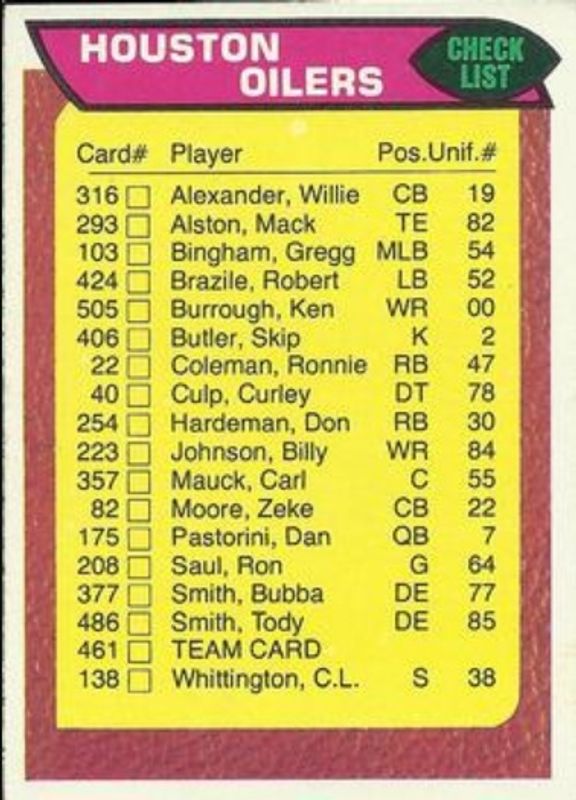 HOUSTON
OILERS
CHECK
LIST
Card# Player Pos. Unif.#
316 Alexander, Willie CB 19
293 Alston, Mack TE 82
103 Bingham, Gregg MLB 54
424 Brazile, Robert LB 52
505 Burrough, Ken WR 00
406 Butler, Skip K 2
22 Coleman, Ronnie RB 47
40 Culp, Curley DT 78
254 Hardeman, Don RB 30
223 Johnson, Billy WR 84
357 Mauck, Carl C 55
82 Moore, Zeke CB 22
175 Pastorini, Dan QB 7
208 Saul, Ron G 64
377 Smith, Bubba DE 77
486 Smith, Tody DE 85
461 TEAM CARD
138 Whittington, C.L. S 38